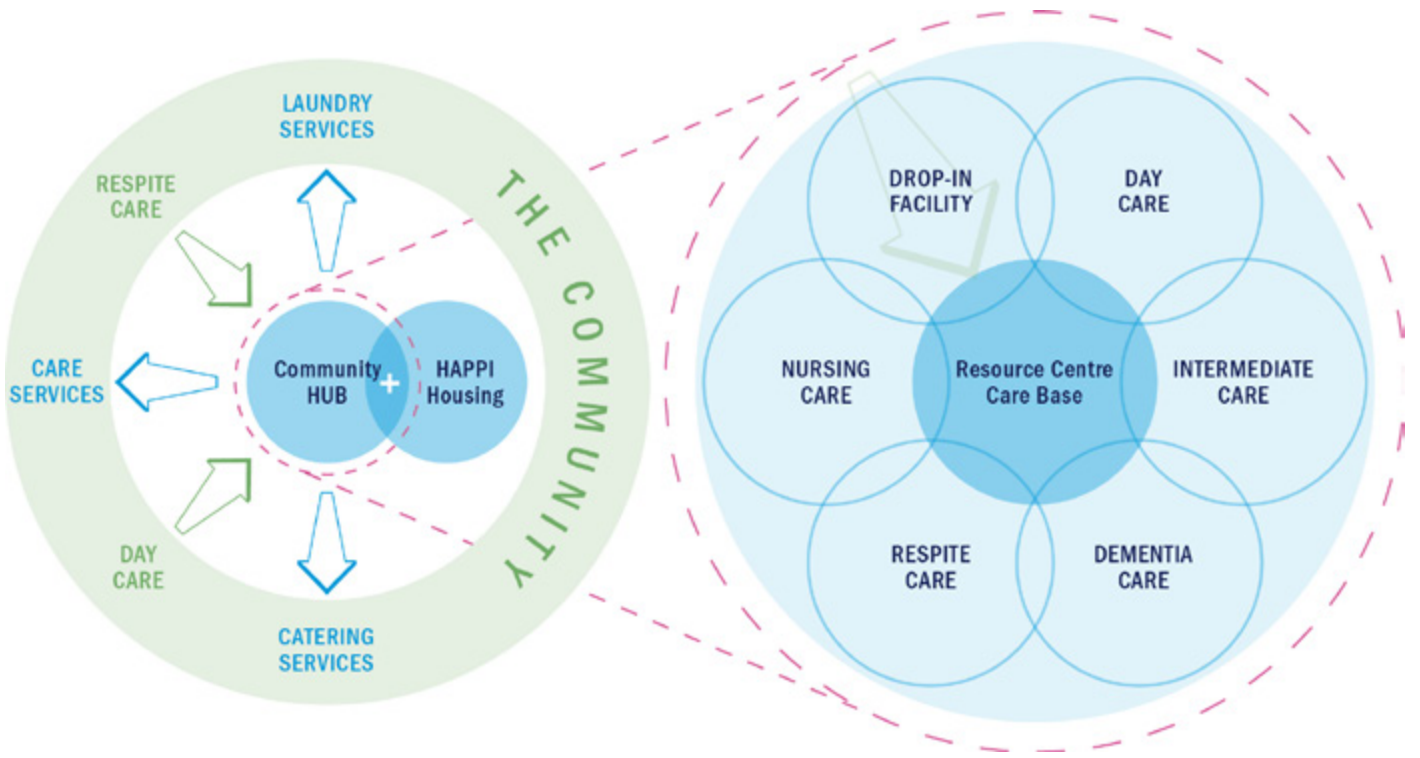 LAUNDRY
SERVICES
RESPITE
CARE
THE COMMUNITY
CARE
SERVICES
Community
HUB
+
HAPPI
Housing
DAY
CARE
CATERING
SERVICES
DROP-IN
FACILITY
DAY
CARE
NURSING
CARE
Resource Centre
Care Base
INTERMEDIATE
CARE
RESPITE
CARE
DEMENTIA
CARE